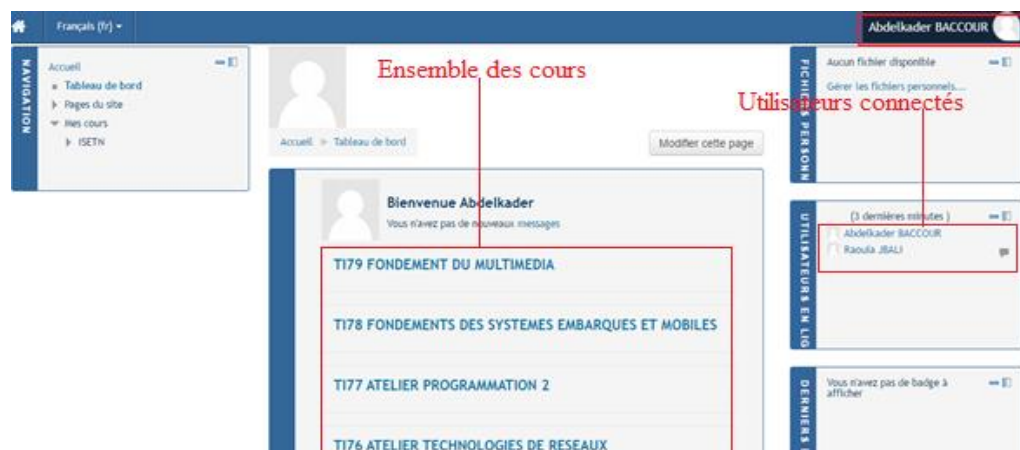 Français (fr)
Abdelkader BACCOUR
NAVIGATION
Accueil
Tableau de bord
Pages du site
Mes cours
ISETN
Ensemble des cours
Accueil
Tableau de bord
Modifier cette page
Bienvenue Abdelkader
Vous n'avez pas de nouveaux messages
TI79 FONDEMENT DU MULTIMEDIA
TI78 FONDEMENTS DES SYSTEMES EMBARQUES ET MOBILES
TI77 ATELIER PROGRAMMATION 2
TI76 ATELIER TECHNOLOGIES DE RESEAUX
FICHIERS PERSONN
Aucun fichier disponible
Gérer les fichiers personnels...
Utilisateurs connectés
UTILISATEURS EN LIG
(3 dernières minutes )
Abdelkader BACCOUR
Raoula JBALI
DERNIERS
Vous n'avez pas de badge à
afficher